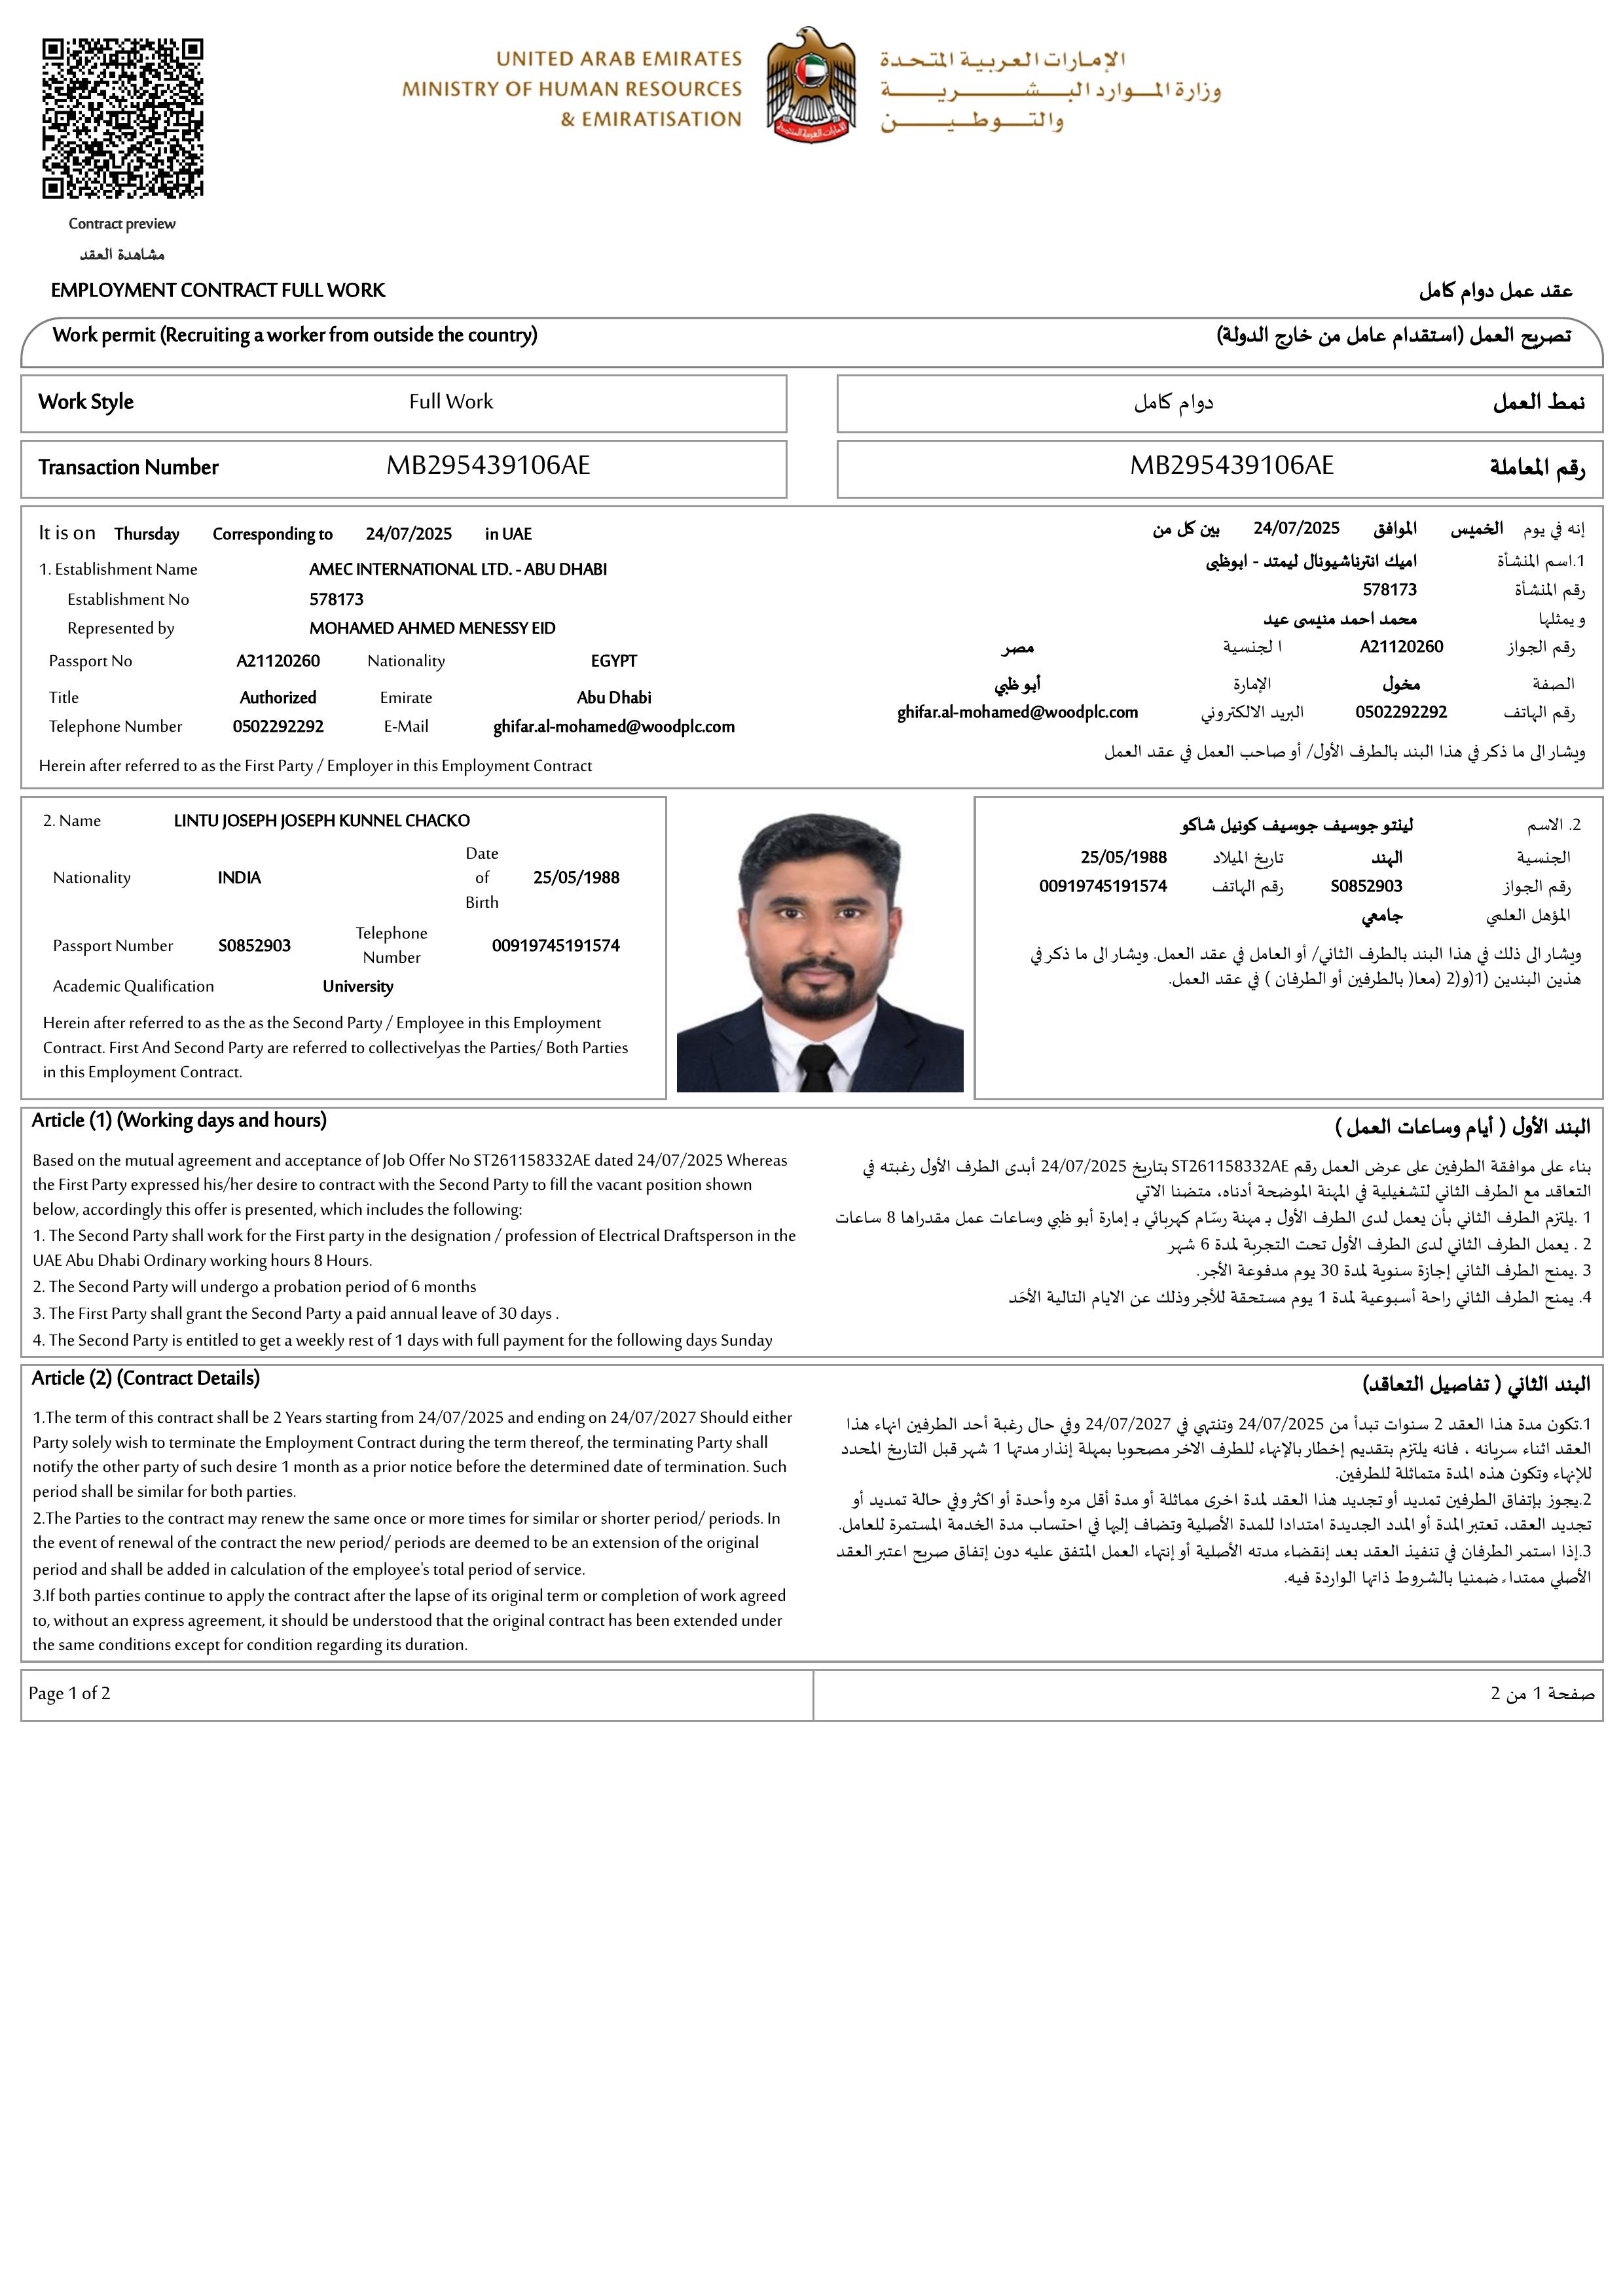 UNITED ARAB EMIRATES
MINISTRY OF HUMAN RESOURCES
& EMIRATISATION
الإمارات العربية المتحدة
وزارة الموارد البشرية
والتوطين
Contract preview
مشاهدة العقد
EMPLOYMENT CONTRACT FULL WORK
عقد عمل دوام كامل
Work permit (Recruiting a worker from outside the country)
تصريح العمل (استقدام عامل من خارج الدولة)
Work Style Full Work
نمط العمل دوام كامل
Transaction Number MB295439106AE
رقم المعاملة MB295439106AE
It is on Thursday Corresponding to 24/07/2025 in UAE
1. Establishment Name AMEC INTERNATIONAL LTD. - ABU DHABI
Establishment No 578173
Represented by MOHAMED AHMED MENESSY EID
Passport No A21120260 Nationality EGYPT
Title Authorized Emirate Abu Dhabi
Telephone Number 0502292292 E-Mail ghifar.al-mohamed@woodplc.com
Herein after referred to as the First Party / Employer in this Employment Contract
إنه في يوم الخميس الموافق 24/07/2025 بين كل من
1.اسم المنشأة اميك انترناشيونال ليمتد - ابوظبى
رقم المنشأة 578173
ويمثلها محمد احمد منيسى عيد
رقم الجواز A21120260 ا لجنسية مصر
الصفة مخول الإمارة أبو ظبي
رقم الهاتف 0502292292 البريد الالكتروني ghifar.al-mohamed@woodplc.com
ويشار الى ما ذكر في هذا البند بالطرف الأول/ أو صاحب العمل في عقد العمل
2. Name LINTU JOSEPH JOSEPH KUNNEL CHACKO
Nationality INDIA Date of Birth 25/05/1988
Passport Number S0852903 Telephone Number 00919745191574
Academic Qualification University
Herein after referred to as the as the Second Party / Employee in this Employment
Contract. First And Second Party are referred to collectivelyas the Parties/ Both Parties
in this Employment Contract.
2. الاسم لينتو جوسيف جوسيف كونيل شاكو
الجنسية الهند تاريخ الميلاد 25/05/1988
رقم الجواز S0852903 رقم الهاتف 00919745191574
المؤهل العلمي جامعي
ويشار الى ذلك في هذا البند بالطرف الثاني/ أو العامل في عقد العمل. ويشار الى ما ذكر في
هذين البندين (1)و(2 (معا( بالطرفين أو الطرفان ) في عقد العمل.
Article (1) (Working days and hours)
Based on the mutual agreement and acceptance of Job Offer No ST261158332AE dated 24/07/2025 Whereas
the First Party expressed his/her desire to contract with the Second Party to fill the vacant position shown
below, accordingly this offer is presented, which includes the following:
1. The Second Party shall work for the First party in the designation / profession of Electrical Draftsperson in the
UAE Abu Dhabi Ordinary working hours 8 Hours.
2. The Second Party will undergo a probation period of 6 months
3. The First Party shall grant the Second Party a paid annual leave of 30 days .
4. The Second Party is entitled to get a weekly rest of 1 days with full payment for the following days Sunday
البند الأول ( أيام وساعات العمل )
بناء على موافقة الطرفين على عرض العمل رقم ST261158332AE بتاريخ 24/07/2025 أبدى الطرف الأول رغبته في
التعاقد مع الطرف الثاني لتشغيلية في المهنة الموضحة أدناه، متضنا الاتي
1 .يلتزم الطرف الثاني بأن يعمل لدى الطرف الأول بـ مهنة رسّام كهربائي بـ إمارة أبو ظبي وساعات عمل مقدراها 8 ساعات
2 . يعمل الطرف الثاني لدى الطرف الأول تحت التجربة لمدة 6 شهر
3 .يمنح الطرف الثاني إجازة سنوية لمدة 30 يوم مدفوعة الأجر.
4. يمنح الطرف الثاني راحة أسبوعية لمدة 1 يوم مستحقة للأجر وذلك عن الايام التالية الأحَد
Article (2) (Contract Details)
1.The term of this contract shall be 2 Years starting from 24/07/2025 and ending on 24/07/2027 Should either
Party solely wish to terminate the Employment Contract during the term thereof, the terminating Party shall
notify the other party of such desire 1 month as a prior notice before the determined date of termination. Such
period shall be similar for both parties.
2.The Parties to the contract may renew the same once or more times for similar or shorter period/ periods. In
the event of renewal of the contract the new period/ periods are deemed to be an extension of the original
period and shall be added in calculation of the employee's total period of service.
3.If both parties continue to apply the contract after the lapse of its original term or completion of work agreed
to, without an express agreement, it should be understood that the original contract has been extended under
the same conditions except for condition regarding its duration.
البند الثاني ( تفاصيل التعاقد)
1.تكون مدة هذا العقد 2 سنوات تبدأ من 24/07/2025 وتنتهي في 24/07/2027 وفي حال رغبة أحد الطرفين انهاء هذا
العقد اثناء سريانه ، فانه يلتزم بتقديم إخطار بالإنهاء للطرف الاخر مصحوبا بمهلة إنذار مدتها 1 شهر قبل التاريخ المحدد
للإنهاء وتكون هذه المدة متماثلة للطرفين.
2.يجوز بإتفاق الطرفين تمديد أو تجديد هذا العقد لمدة اخرى مماثلة أو مدة أقل مره وأحدة أو اكثر وفي حالة تمديد أو
تجديد العقد، تعتبر المدة أو المدد الجديدة امتدادا للمدة الأصلية وتضاف إليها في احتساب مدة الخدمة المستمرة للعامل.
3.إذا استمر الطرفان في تنفيذ العقد بعد إنقضاء مدته الأصلية أو إنتهاء العمل المتفق عليه دون إتفاق صريح اعتبر العقد
الأصلي ممتداء ضمنيا بالشروط ذاتها الواردة فيه.
Page 1 of 2
صفحة 1 من 2